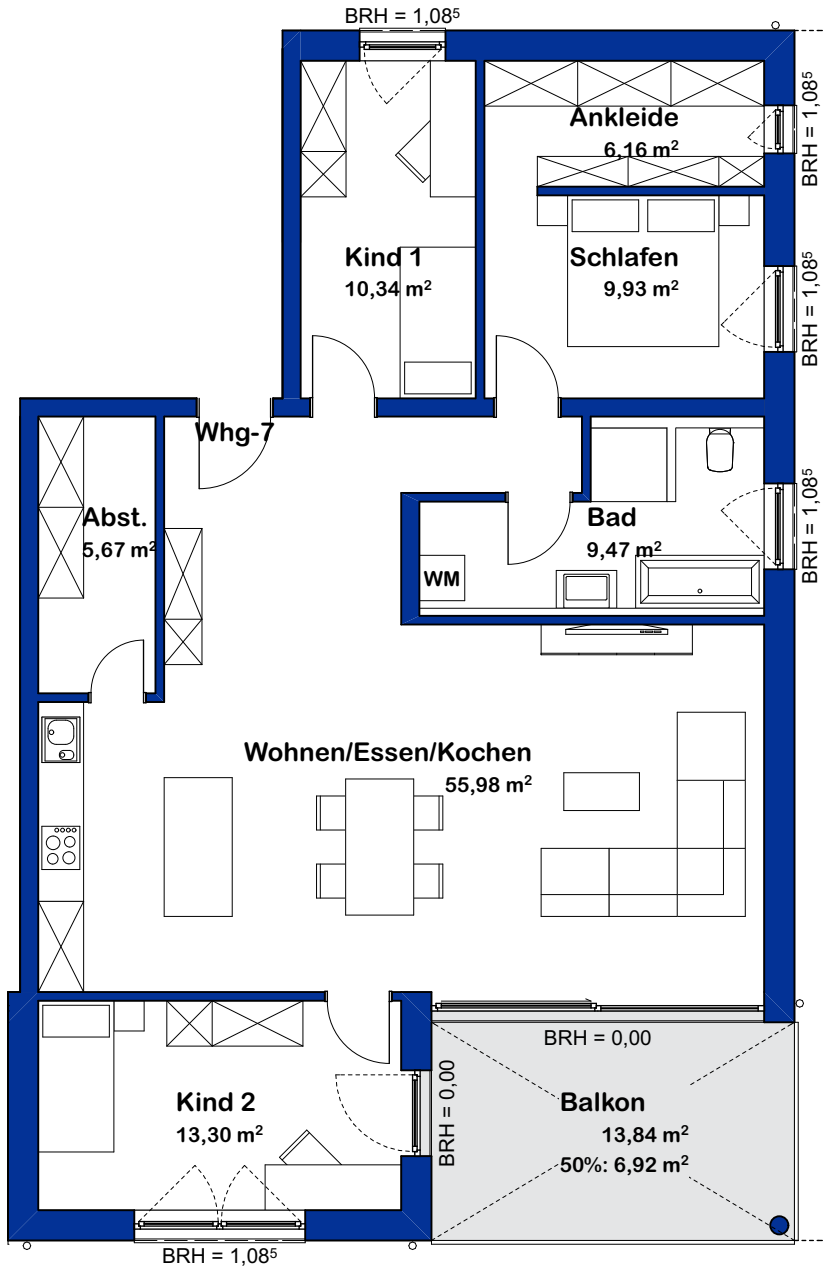 BRH = 1,08⁵
BRH = 1,08⁵
Ankleide
6,16 m²
Kind 1
10,34 m²
Schlafen
9,93 m²
BRH = 1,08⁵
Whg-7
Abst.
5,67 m²
Bad
9,47 m²
BRH = 1,08⁵
WM
Wohnen/Essen/Kochen
55,98 m²
BRH = 0,00
BRH = 0,00
Kind 2
13,30 m²
Balkon
13,84 m²
50%: 6,92 m²
BRH = 1,08⁵